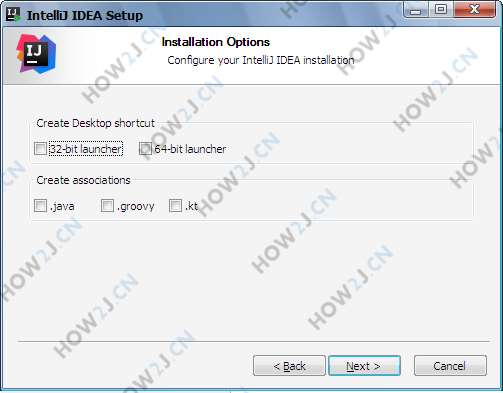 IJ IntelliJ IDEA Setup
IJ
Installation Options
Configure your IntelliJ IDEA installation
Create Desktop shortcut
32-bit launcher 64-bit launcher
Create associations
.java .groovy .kt
< Back Next > Cancel
HOW2J.CN
HOW2J.CN
HOW2J.CN
HOW2J.CN
HOW2J.CN
HOW2J.CN
HOW2J.CN
HOW2J.CN
HOW2J.CN